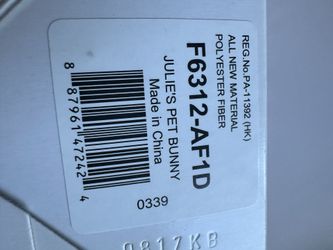 REG.No.PA-11392 (HK)
ALL NEW MATERIAL
POLYESTER FIBER
F6312-AF1D
JULIE'S PET BUNNY
Made in China
8 87961 47242 4
0339
0817KB